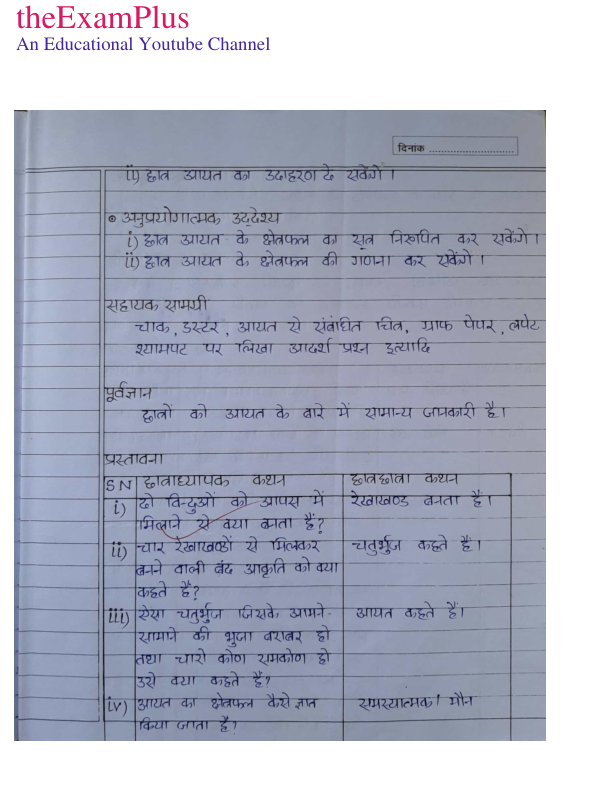 theExamPlus
An Educational Youtube Channel
दिनांक ..............................
ii) छात्र आयत का उदाहरण दे सकेंगे।
• अनुप्रयोगात्मक उद्देश्य
i) छात्र आयत के क्षेत्रफल का सूत्र निरूपित कर सकेंगे।
ii) छात्र आयत के क्षेत्रफल की गणना कर सकेंगे।
सहायक सामग्री
चाक, डस्टर, आयत से संबंधित चित्र, ग्राफ पेपर, लपेट
श्यामपट पर लिखा आदर्श प्रश्न इत्यादि
पूर्वज्ञान
छात्रों को आयत के बारे में सामान्य जानकारी है।
प्रस्तावना
SN छात्राध्यापक कथन छात्र छात्रा कथन
i) दो बिन्दुओं को आपस में रेखाखण्ड बनता है।
मिलाने से क्या बनता है?
ii) चार रेखाखण्डों से मिलकर चतुर्भुज कहते है।
बनने वाली बंद आकृति को क्या
कहते है?
iii) ऐसा चतुर्भुज जिसके आमने- आयत कहते है।
सामाने की भुजा बराबर हो
तथा चारो कोण समकोण हो
उसे क्या कहते है?
iv) आयत का क्षेत्रफल कैसे ज्ञात समस्यात्मक/ मौन
किया जाता है?